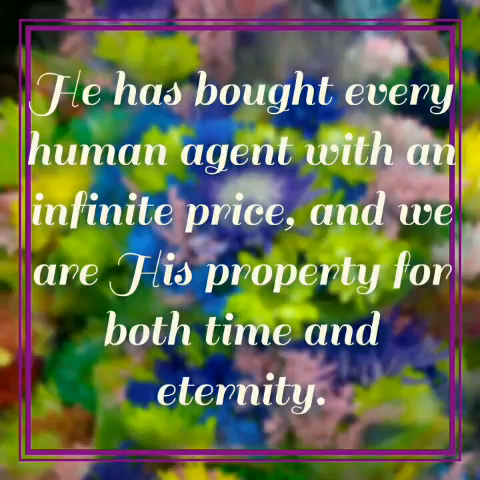 He has bought every
human agent with an
infinite price, and we
are His property for
both time and
eternity.